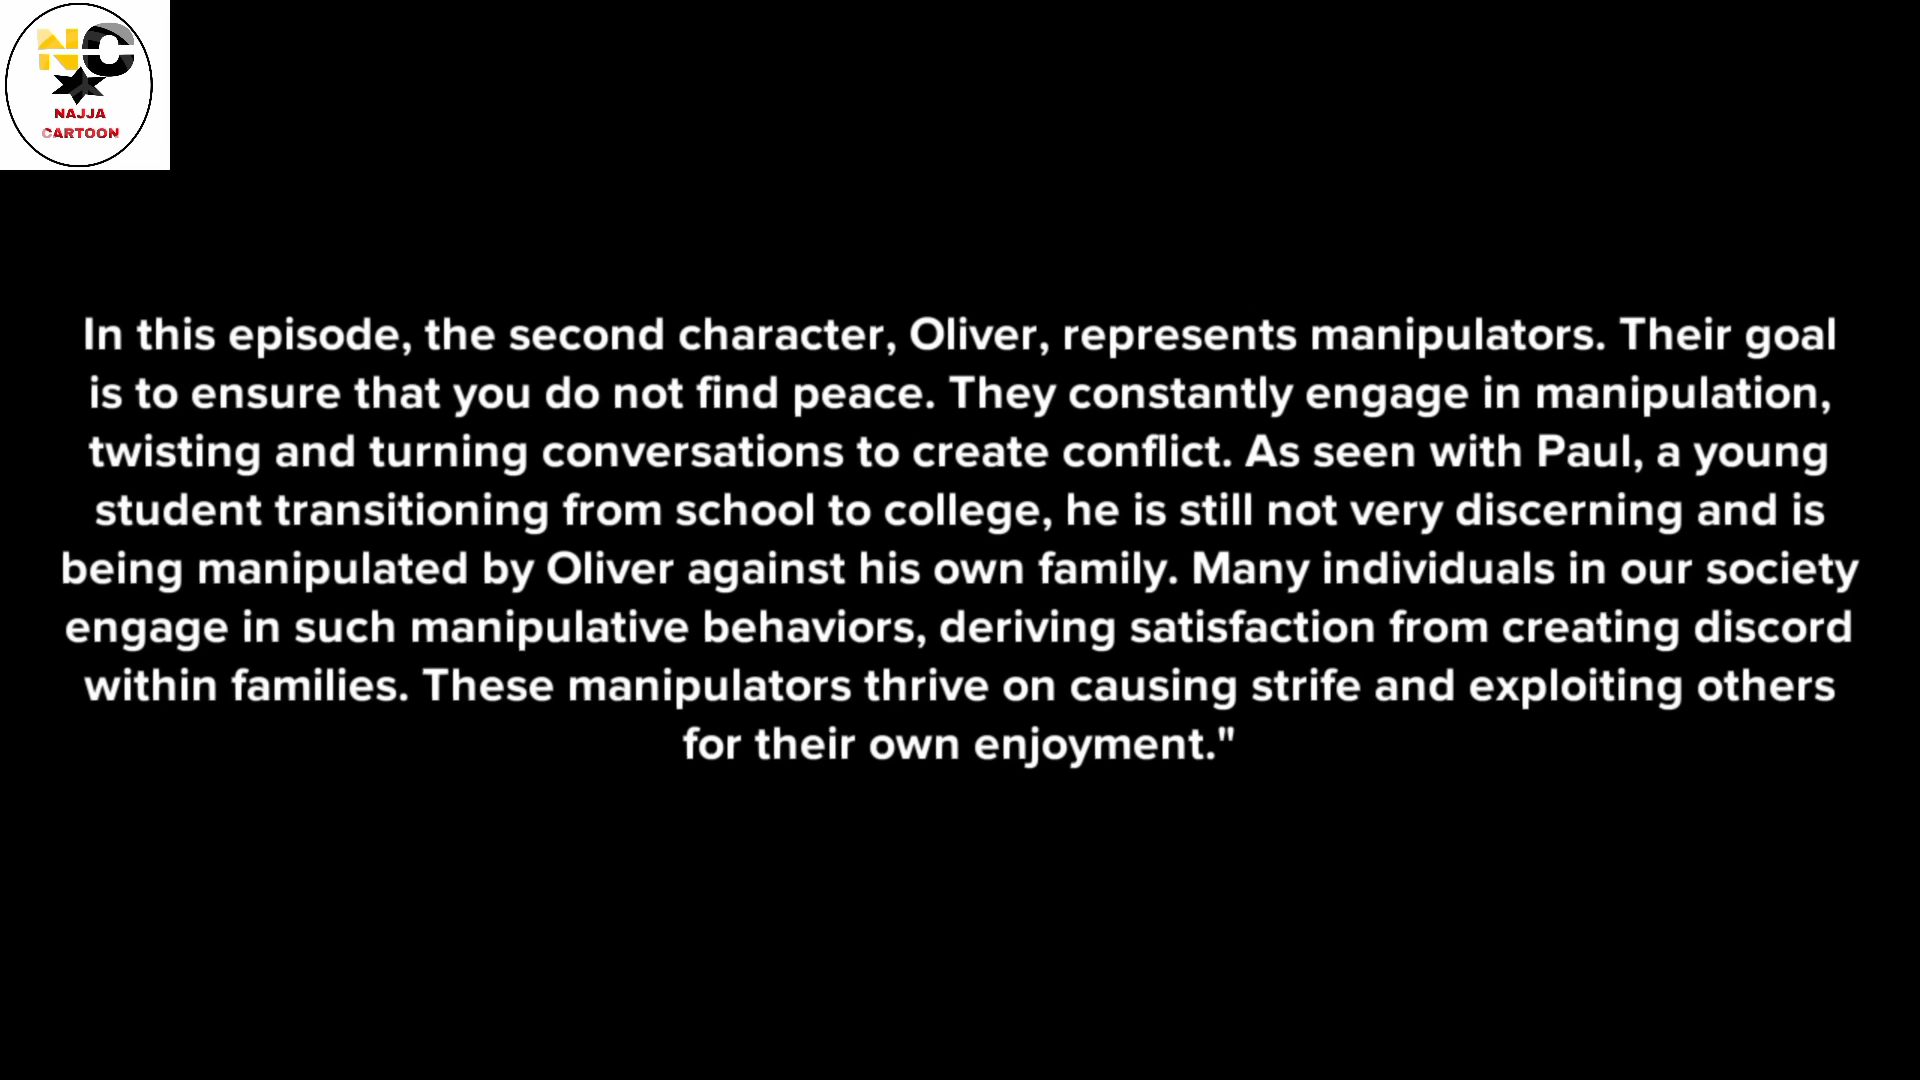 NC
NAJJA
CARTOON
In this episode, the second character, Oliver, represents manipulators. Their goal
is to ensure that you do not find peace. They constantly engage in manipulation,
twisting and turning conversations to create conflict. As seen with Paul, a young
student transitioning from school to college, he is still not very discerning and is
being manipulated by Oliver against his own family. Many individuals in our society
engage in such manipulative behaviors, deriving satisfaction from creating discord
within families. These manipulators thrive on causing strife and exploiting others
for their own enjoyment."